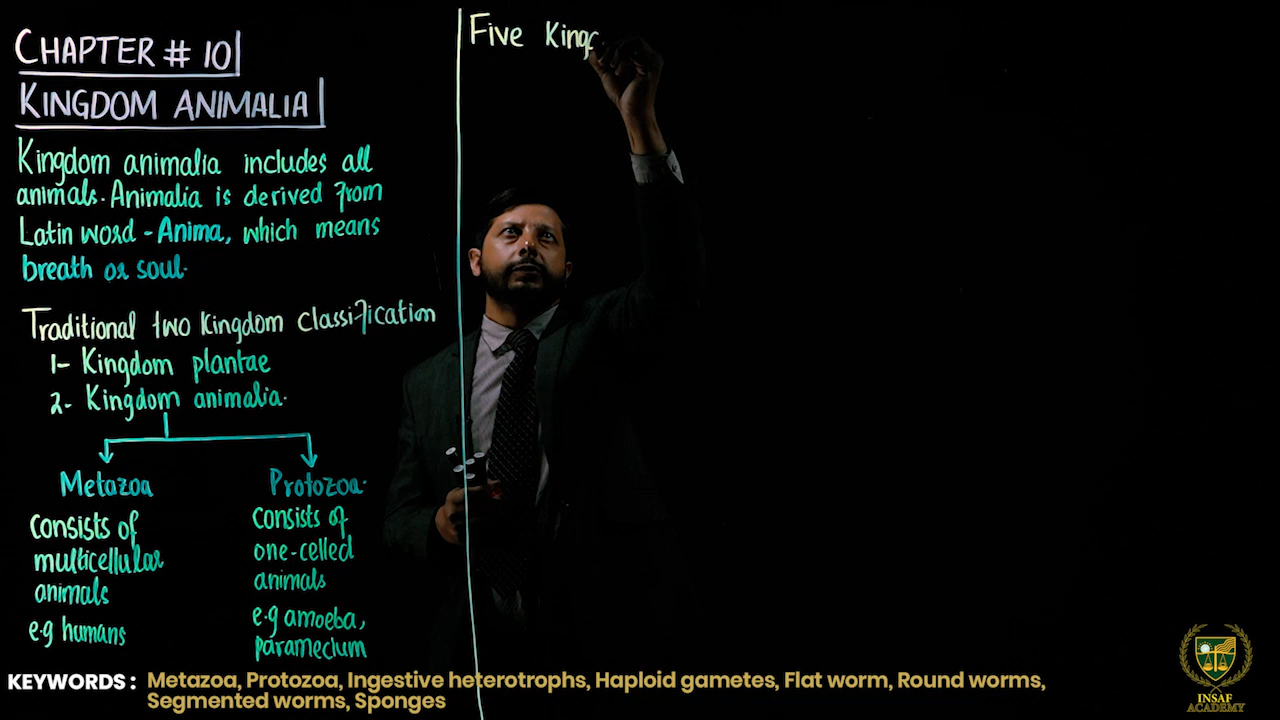 CHAPTER # 10
KINGDOM ANIMALIA
Kingdom animalia includes all
animals. Animalia is derived from
Latin word - Anima, which means
breath or soul.
Traditional two Kingdom classification
1- Kingdom plantae
2- Kingdom animalia.
Metazoa
consists of
multicellular
animals
e.g humans
Protozoa.
consists of
one-celled
animals
e.g amoeba,
paramecium
Five Kingd
KEYWORDS : Metazoa, Protozoa, Ingestive heterotrophs, Haploid gametes, Flat worm, Round worms,
Segmented worms, Sponges
INSAF
ACADEMY